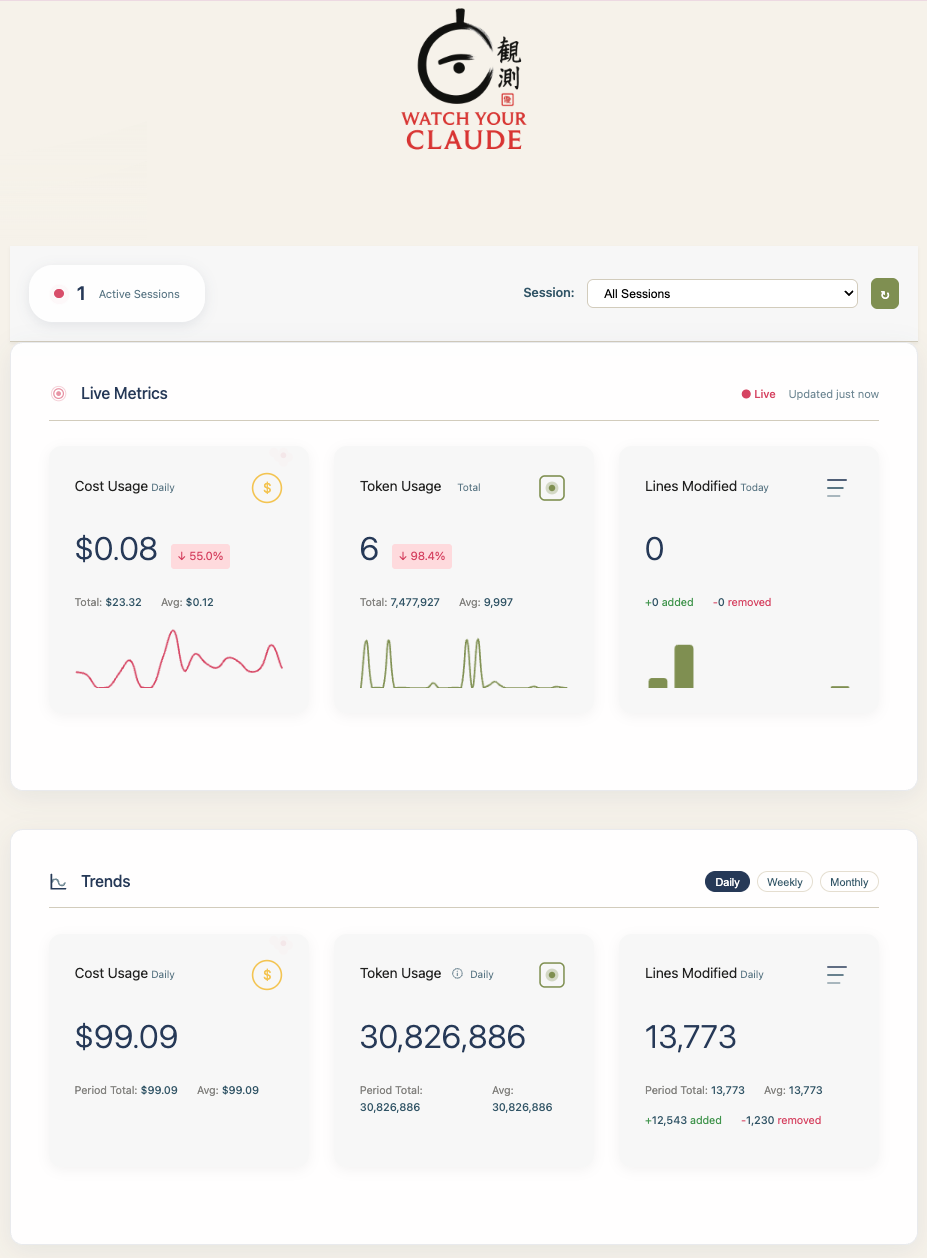 観
測
WATCH YOUR
CLAUDE
1 Active Sessions
Session: All Sessions ↻
Live Metrics
Live Updated just now
Cost Usage Daily
$
$0.08 ↓ 55.0%
Total: $23.32 Avg: $0.12
Token Usage Total
6 ↓ 98.4%
Total: 7,477,927 Avg: 9,997
Lines Modified Today
0
+0 added -0 removed
Trends
Daily Weekly Monthly
Cost Usage Daily
$
$99.09
Period Total: $99.09 Avg: $99.09
Token Usage ⓘ Daily
30,826,886
Period Total: Avg:
30,826,886 30,826,886
Lines Modified Daily
13,773
Period Total: 13,773 Avg: 13,773
+12,543 added -1,230 removed